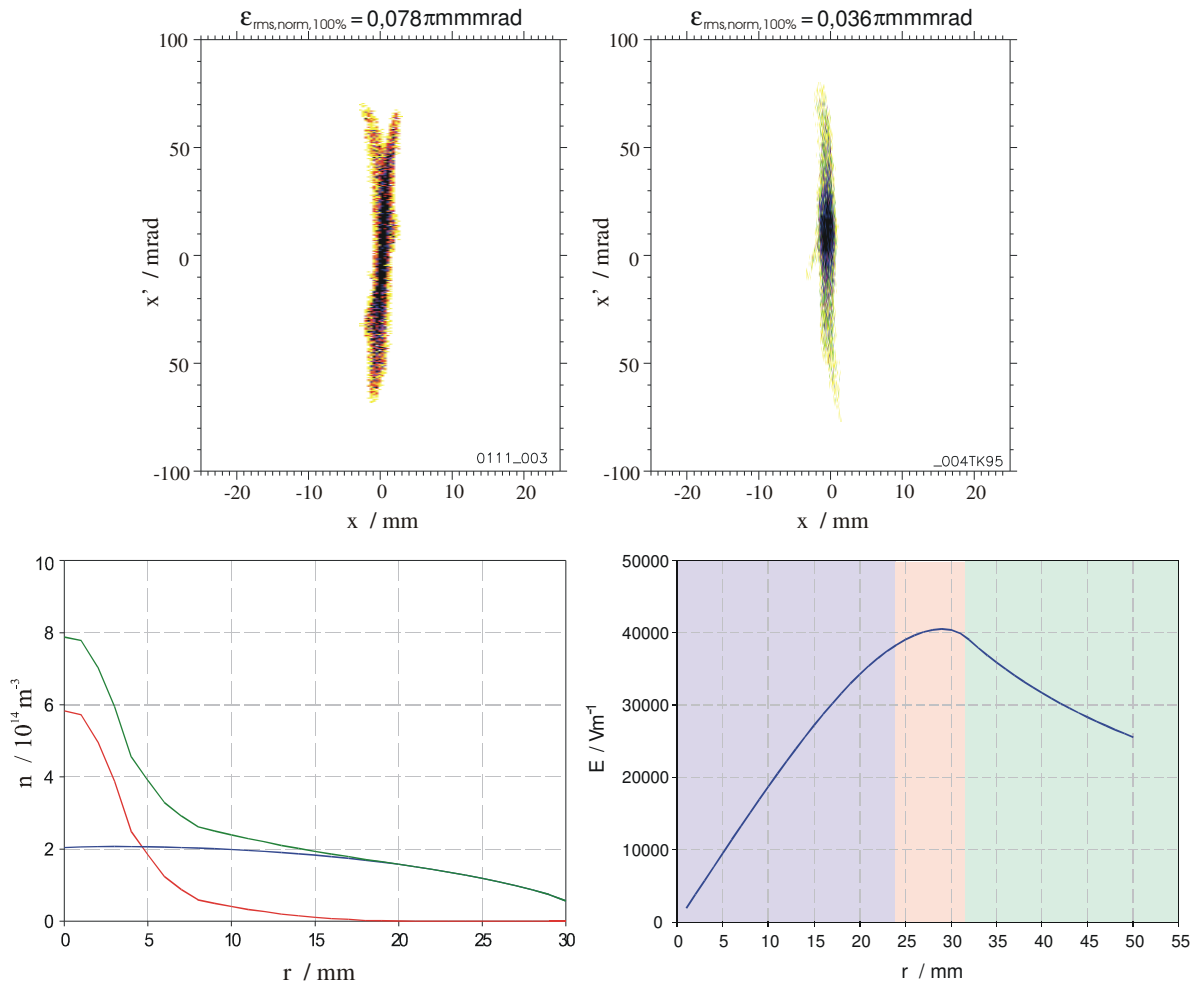 εrms,norm,100% = 0,078πmmmrad
100
50
0
-50
-100
x' / mrad
0111_003
-20
-10
0
10
20
x / mm
εrms,norm,100% = 0,036πmmmrad
100
50
0
-50
-100
x' / mrad
_004TK95
-20
-10
0
10
20
x / mm
10
8
6
4
2
0
n / 10^14 m^-3
0 5 10 15 20 25 30
r / mm
50000
40000
30000
20000
10000
0
E / Vm^-1
0 5 10 15 20 25 30 35 40 45 50 55
r / mm